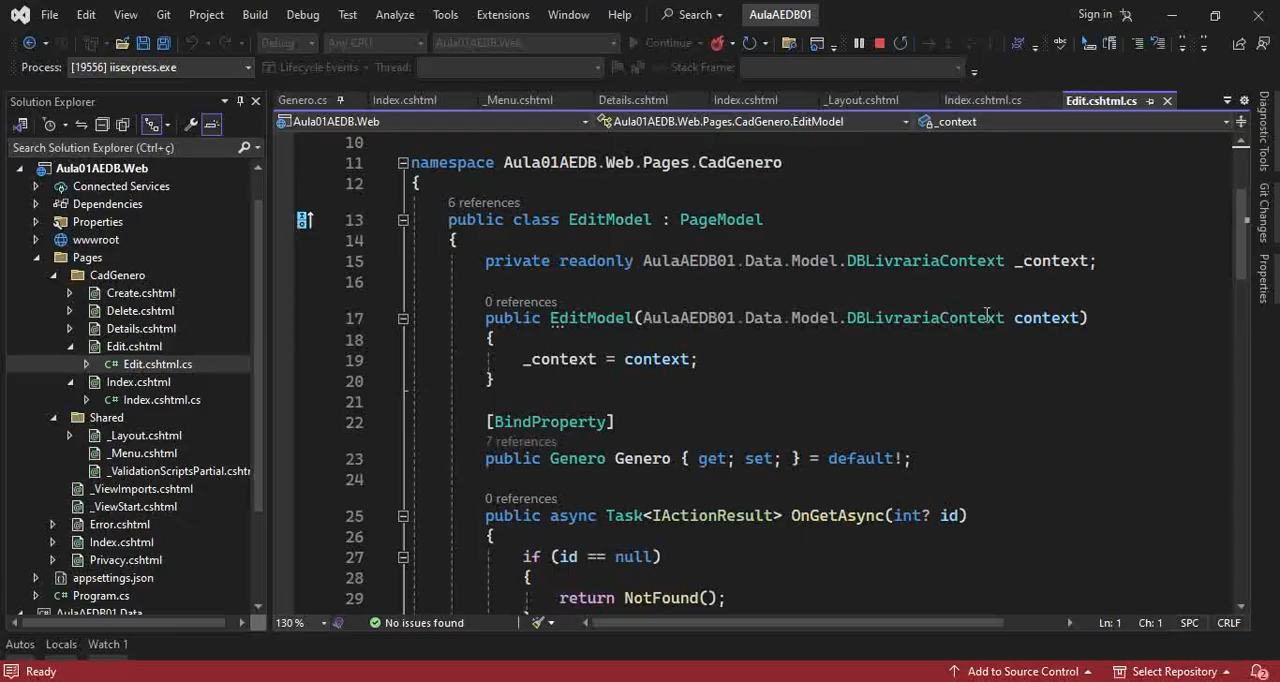 File Edit View Git Project Build Debug Test Analyze Tools Extensions Window Help Search AulaAEDB01 Sign in
Debug Any CPU AulaAEDB01.Web Continue
Process: [19556] iisexpress.exe Lifecycle Events Thread: Stack Frame:
Solution Explorer
Search Solution Explorer (Ctrl+ç)
Aula01AEDB.Web
Connected Services
Dependencies
Properties
wwwroot
Pages
CadGenero
Create.cshtml
Delete.cshtml
Details.cshtml
Edit.cshtml
C# Edit.cshtml.cs
Index.cshtml
C# Index.cshtml.cs
Shared
_Layout.cshtml
_Menu.cshtml
_ValidationScriptsPartial.cshtr
_ViewImports.cshtml
_ViewStart.cshtml
Error.cshtml
Index.cshtml
Privacy.cshtml
appsettings.json
C# Program.cs
AulaAEDB01.Data
Genero.cs Index.cshtml _Menu.cshtml Details.cshtml Index.cshtml _Layout.cshtml Index.cshtml Edit.cshtml.cs
Aula01AEDB.Web Aula01AEDB.Web.Pages.CadGenero.EditModel _context
10
11 namespace Aula01AEDB.Web.Pages.CadGenero
12 {
6 references
13 public class EditModel : PageModel
14 {
15 private readonly AulaAEDB01.Data.Model.DBLivrariaContext _context;
16
0 references
17 public EditModel(AulaAEDB01.Data.Model.DBLivrariaContext context)
18 {
19 _context = context;
20 }
21
22 [BindProperty]
7 references
23 public Genero Genero { get; set; } = default!;
24
0 references
25 public async Task<IActionResult> OnGetAsync(int? id)
26 {
27 if (id == null)
28 {
29 return NotFound();
130 % No issues found Ln: 1 Ch: 1 SPC CRLF
Diagnostic Tools
Git Changes
Properties
Autos Locals Watch 1
Ready Add to Source Control Select Repository 2